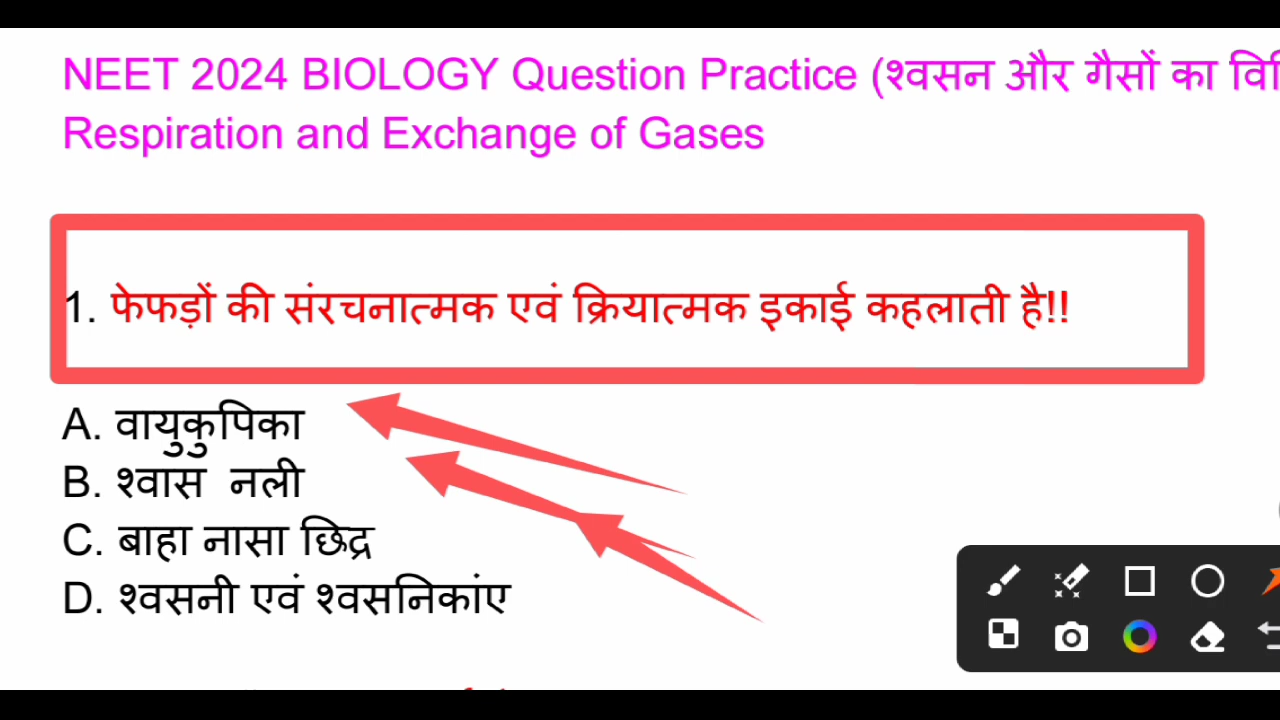 NEET 2024 BIOLOGY Question Practice (श्वसन और गैसों का
Respiration and Exchange of Gases
1. फेफड़ों की संरचनात्मक एवं क्रियात्मक इकाई कहलाती है!!
A. वायुकुपिका
B. श्वास नली
C. बाहा नासा छिद्र
D. श्वसनी एवं श्वसनिकांए